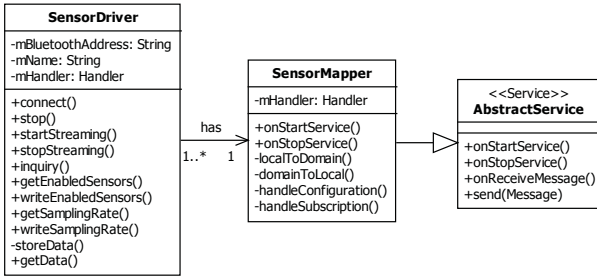 SensorDriver
-mBluetoothAddress: String
-mName: String
-mHandler: Handler
+connect()
+stop()
+startStreaming()
+stopStreaming()
+inquiry()
+getEnabledSensors()
+writeEnabledSensors()
+getSamplingRate()
+writeSamplingRate()
-storeData()
+getData()
has
1..* 1
SensorMapper
-mHandler: Handler
+onStartService()
+onStopService()
-localToDomain()
-domainToLocal()
-handleConfiguration()
-handleSubscription()
<<Service>>
AbstractService
+onStartService()
+onStopService()
+onReceiveMessage()
+send(Message)